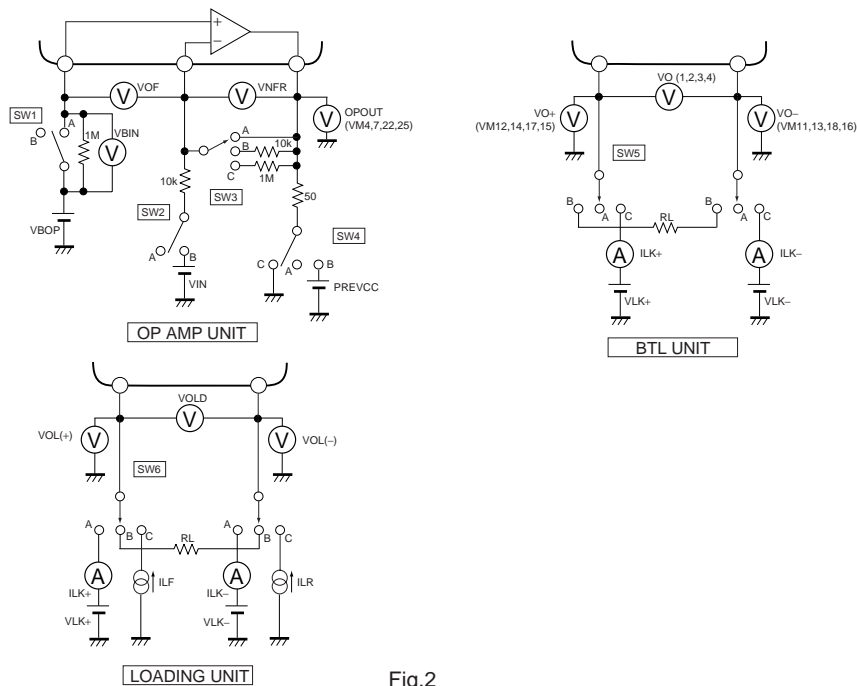 +
−
VOF
V
VNFR
V
V
OPOUT
(VM4,7,22,25)
SW1
B
A
1M
VBIN
V
VBOP
10k
SW2
A
B
VIN
SW3
A
B
10k
C
1M
50
SW4
C
A
B
PREVCC
OP AMP UNIT
VO (1,2,3,4)
V
VO+
(VM12,14,17,15)
V
VO−
(VM11,13,18,16)
V
SW5
B
A
C
RL
B
A
C
A
ILK+
VLK+
A
ILK−
VLK−
BTL UNIT
VOLD
V
VOL(+)
V
V
VOL(−)
SW6
A
B
C
RL
A
B
C
A
ILK+
VLK+
ILF
A
ILK−
VLK−
ILR
LOADING UNIT
Fig.2